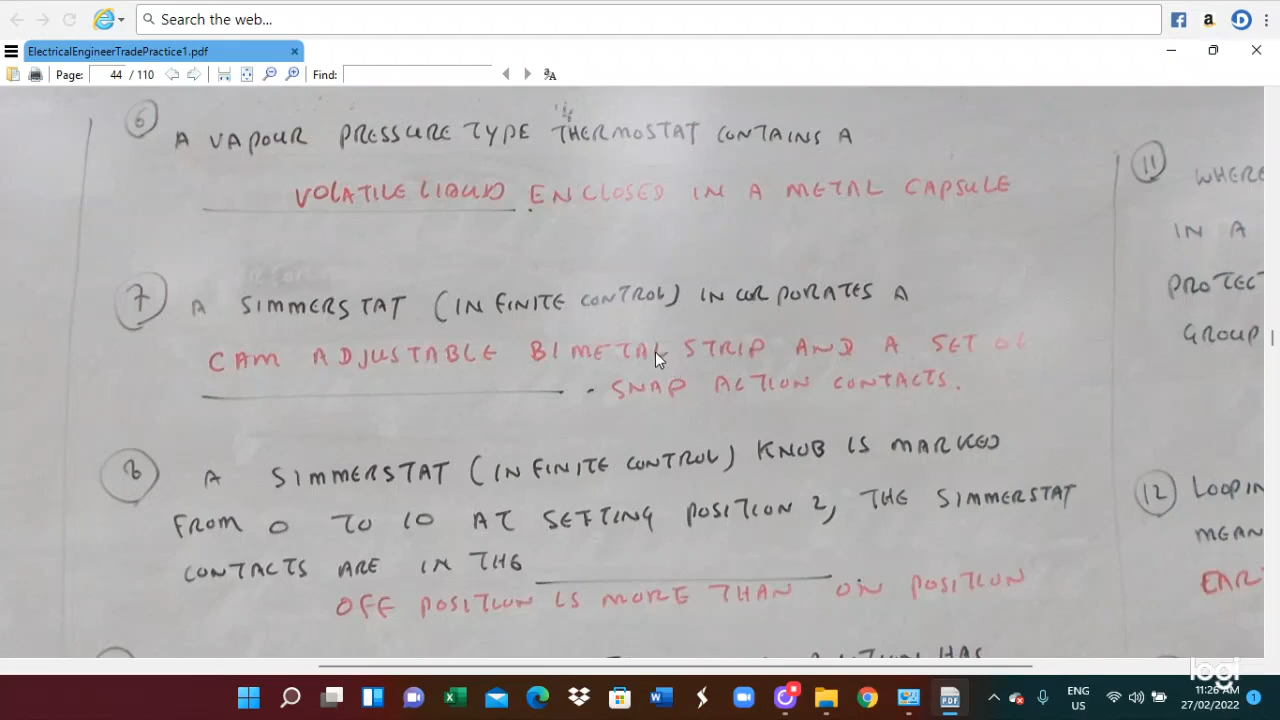 Search the web...
ElectricalEngineerTradePractice1.pdf
Page: 44 / 110 Find:
6
A VAPOUR PRESSURE TYPE THERMOSTAT CONTAINS A
VOLATILE LIQUID ENCLOSED IN A METAL CAPSULE
7
A SIMMERSTAT (INFINITE CONTROL) INCORPORATES A
CAM ADJUSTABLE BIMETAL STRIP AND A SET OF
SNAP ACTION CONTACTS.
8
A SIMMERSTAT (INFINITE CONTROL) KNOB IS MARKED
FROM 0 TO 10 AT SETTING POSITION 2, THE SIMMERSTAT
CONTACTS ARE IN THE
OFF POSITION IS MORE THAN ON POSITION
HAS
11
WHERE
IN A
PROTECT
GROUP
12 LOOPIN
MEAN
EAR
logi
ENG
US
11:26 AM
27/02/2022